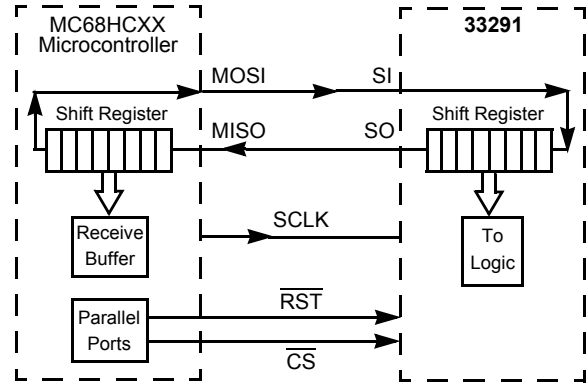 MC68HCXX
Microcontroller
33291
MOSI
SI
Shift Register
Shift Register
MISO
SO
Receive
Buffer
SCLK
To
Logic
RST
Parallel
Ports
CS